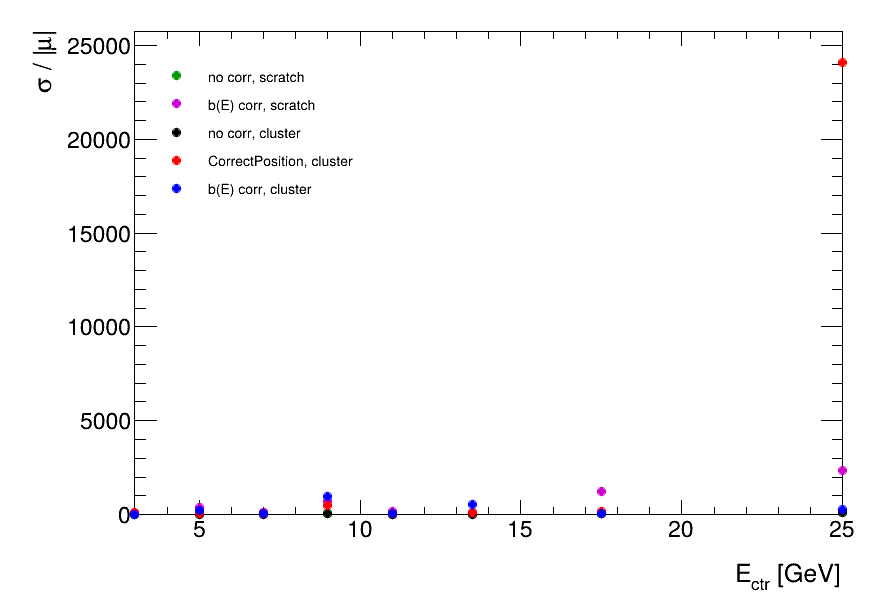 σ / |μ|
25000
20000
15000
10000
5000
0
no corr, scratch
b(E) corr, scratch
no corr, cluster
CorrectPosition, cluster
b(E) corr, cluster
5 10 15 20 25
E_ctr [GeV]